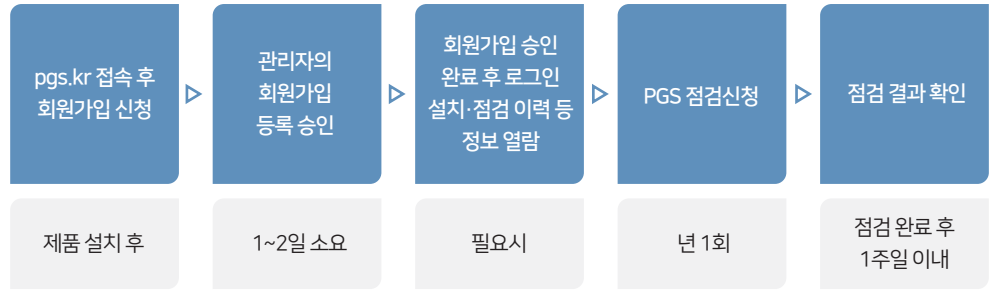 pgs.kr 접속 후
회원가입 신청
관리자의
회원가입
등록 승인
회원가입 승인
완료 후 로그인
설치·점검 이력 등
정보 열람
PGS 점검신청
점검 결과 확인
제품 설치 후
1~2일 소요
필요시
년 1회
점검 완료 후
1주일 이내